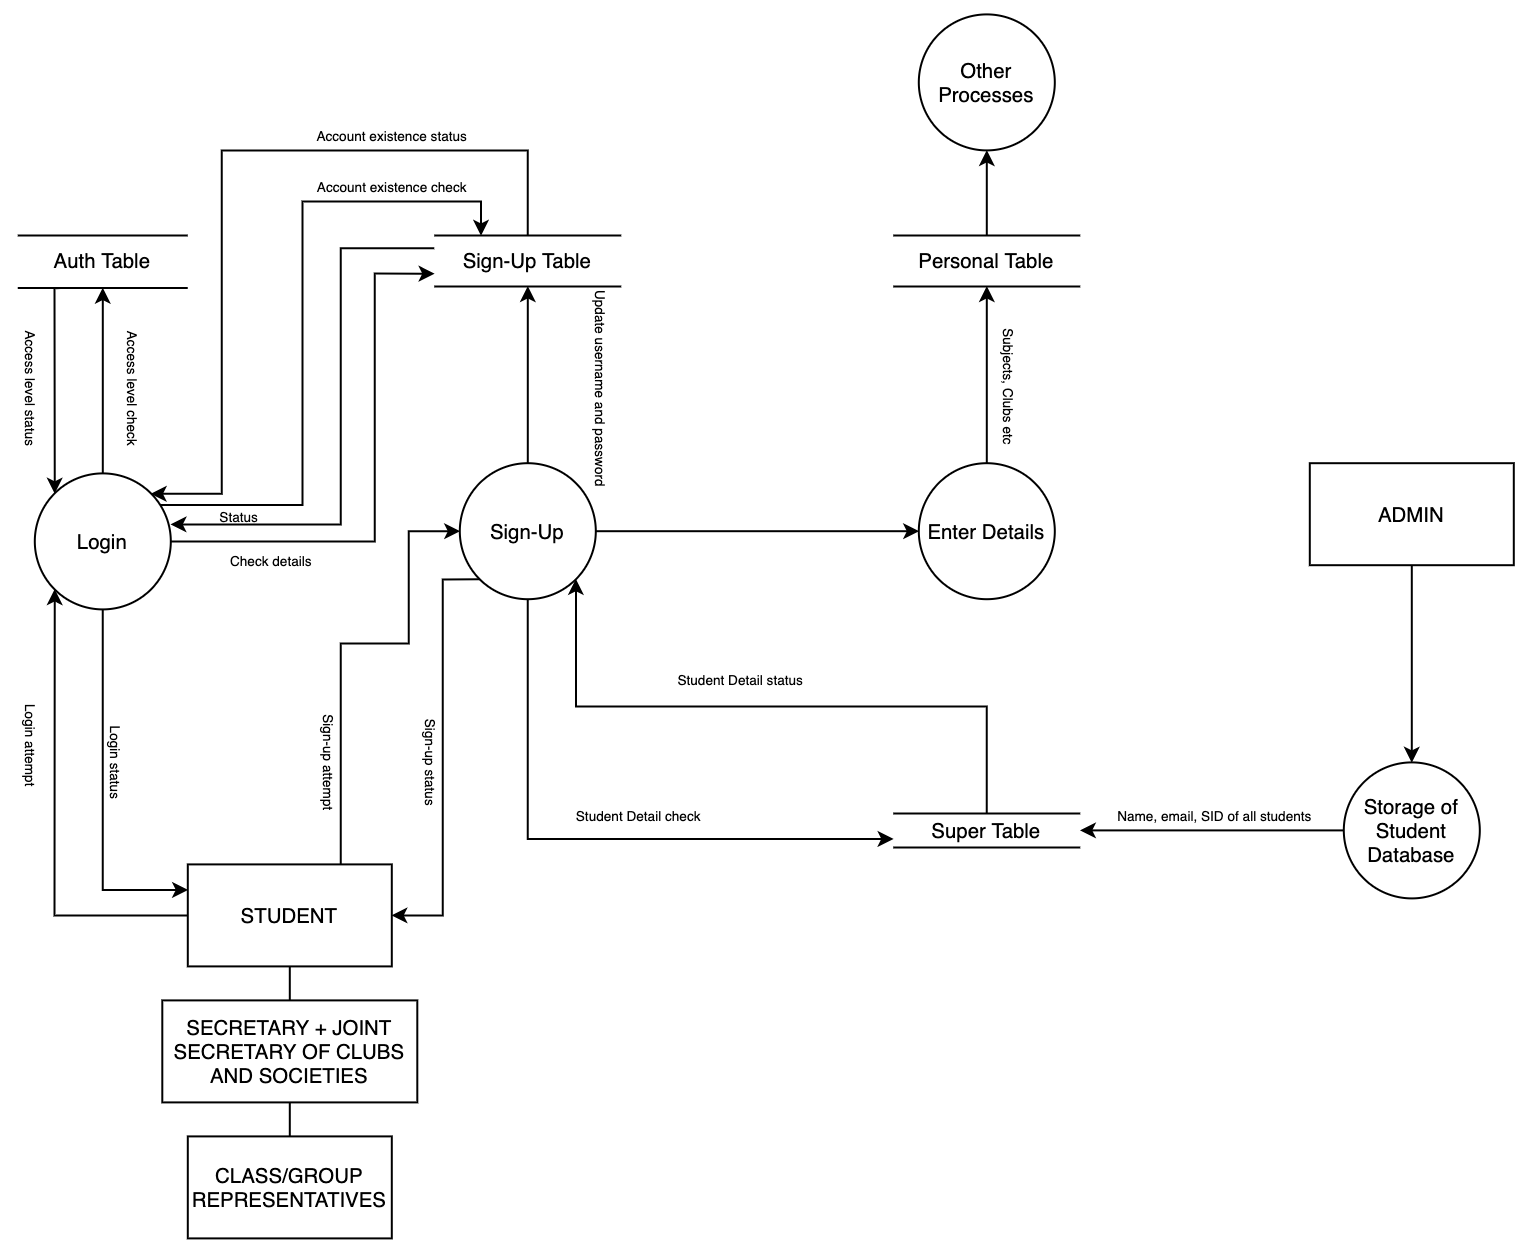 Other
Processes
Account existence status
Account existence check
Auth Table
Sign-Up Table
Personal Table
Access level status
Access level check
Update username and password
Subjects, Clubs etc
Login
Status
Check details
Sign-Up
Enter Details
ADMIN
Student Detail status
Login attempt
Login status
Sign-up attempt
Sign-up status
Student Detail check
Super Table
Name, email, SID of all students
Storage of
Student
Database
STUDENT
SECRETARY + JOINT
SECRETARY OF CLUBS
AND SOCIETIES
CLASS/GROUP
REPRESENTATIVES